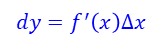 dy = f′(x)Δx